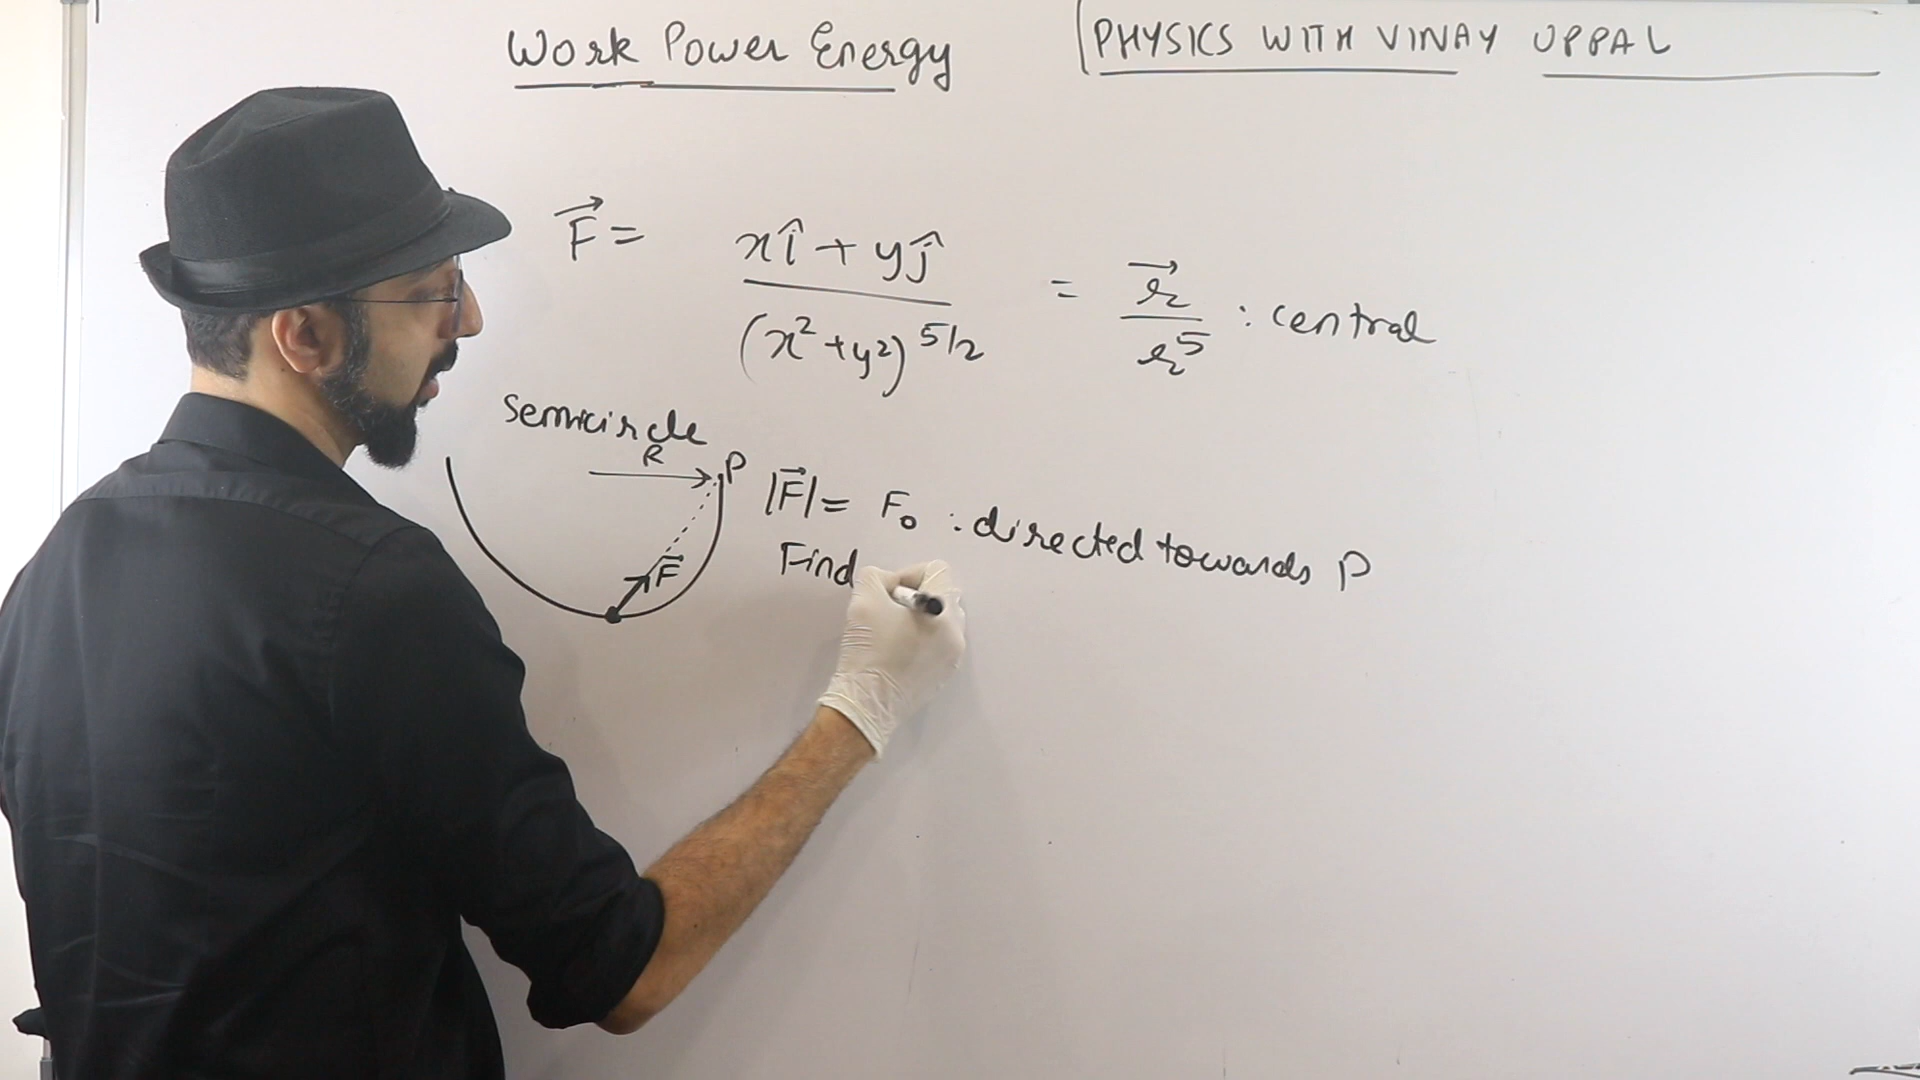 Work Power Energy
PHYSICS WITH VINAY UPPAL
F⃗ = (xî + yĵ) / (x² + y²)^5/2 = r⃗ / r⁵ : central
semicircle
R
P
|F⃗| = F₀ : directed towards P
F⃗
Find